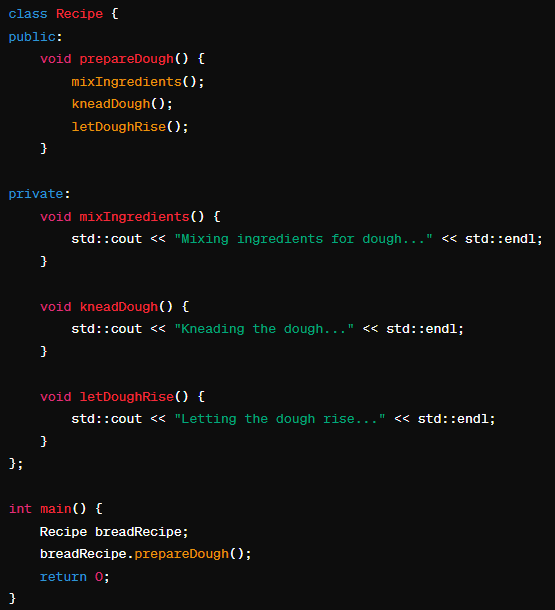 class Recipe {
public:
    void prepareDough() {
        mixIngredients();
        kneadDough();
        letDoughRise();
    }

private:
    void mixIngredients() {
        std::cout << "Mixing ingredients for dough..." << std::endl;
    }

    void kneadDough() {
        std::cout << "Kneading the dough..." << std::endl;
    }

    void letDoughRise() {
        std::cout << "Letting the dough rise..." << std::endl;
    }
};

int main() {
    Recipe breadRecipe;
    breadRecipe.prepareDough();
    return 0;
}